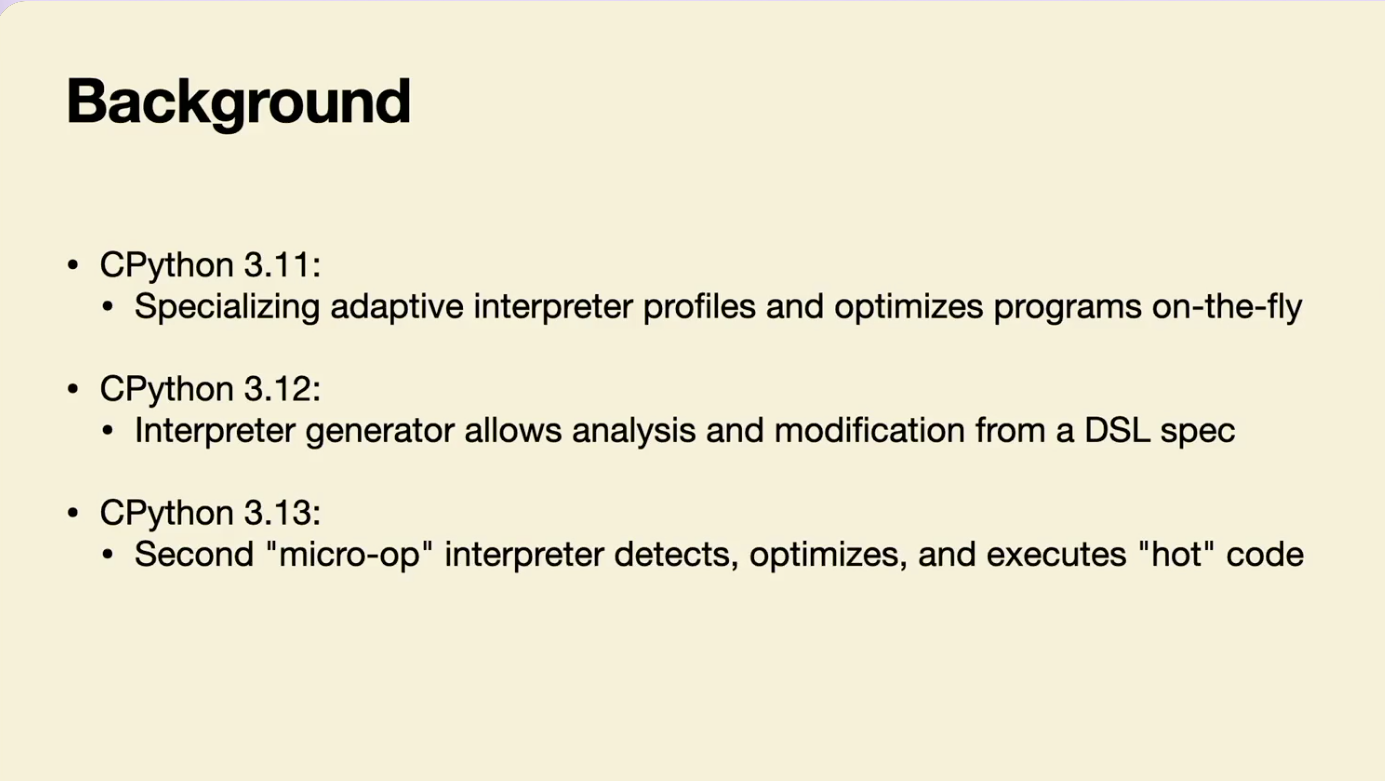 Background
• CPython 3.11:
• Specializing adaptive interpreter profiles and optimizes programs on-the-fly
• CPython 3.12:
• Interpreter generator allows analysis and modification from a DSL spec
• CPython 3.13:
• Second "micro-op" interpreter detects, optimizes, and executes "hot" code